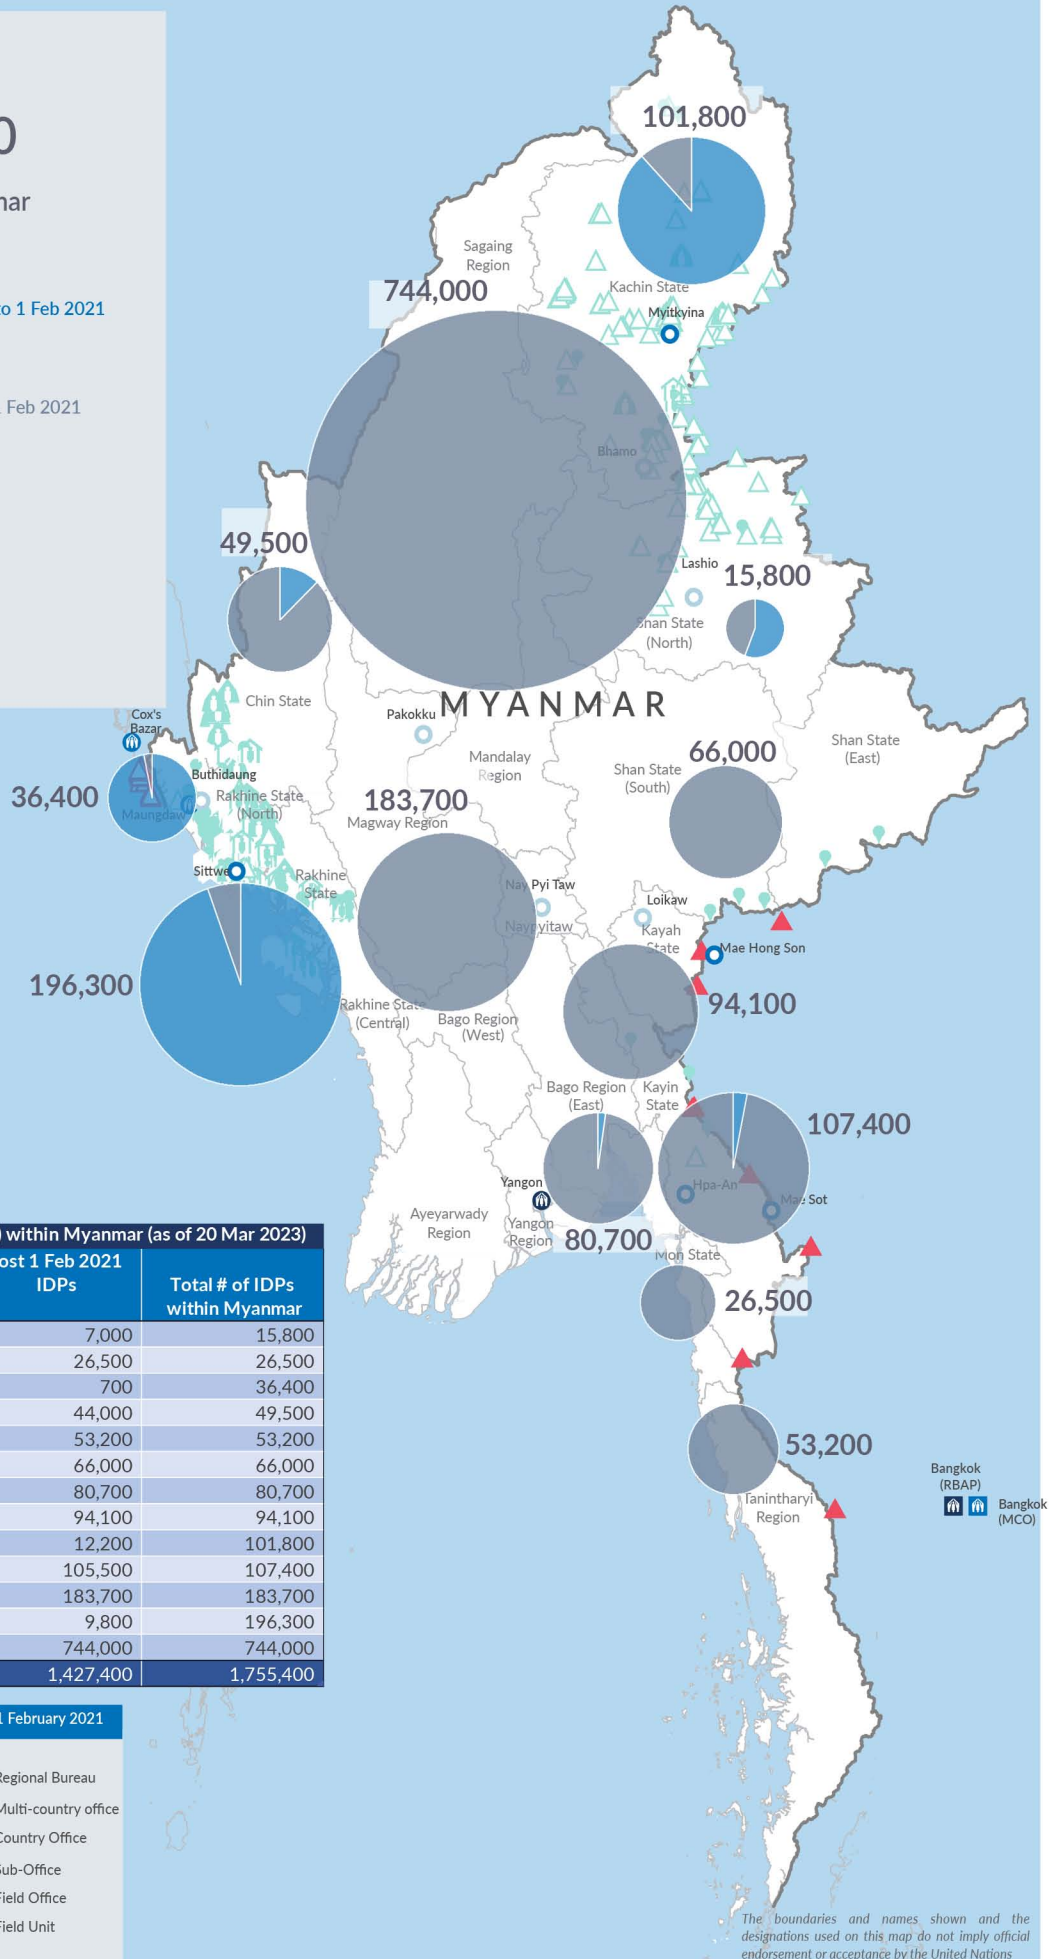 0
nar
to 1 Feb 2021
Feb 2021
101,800
Sagaing
Region
744,000
Kachin State
Myitkyina
Bhamo
49,500
Lashio
15,800
Shan State
(North)
Chin State
MYANMAR
Pakokku
Cox's
Bazar
Mandalay
Region
66,000
Shan State
(South)
Shan State
(East)
Buthidaung
36,400
Maungdaw
Rakhine State
(North)
183,700
Magway Region
Sittwe
Rakhine
State
Nay Pyi Taw
Naypyitaw
Loikaw
Kayah
State
Mae Hong Son
196,300
94,100
Rakhine State
(Central)
Bago Region
(West)
Bago Region
(East)
Kayin
State
107,400
Hpa-An
Mae Sot
Yangon
Ayeyarwady
Region
Yangon
Region
80,700
Mon State
26,500
53,200
Tanintharyi
Region
Bangkok
(RBAP)
Bangkok
(MCO)
) within Myanmar (as of 20 Mar 2023)
ost 1 Feb 2021
IDPs
Total # of IDPs
within Myanmar
7,000 15,800
26,500 26,500
700 36,400
44,000 49,500
53,200 53,200
66,000 66,000
80,700 80,700
94,100 94,100
12,200 101,800
105,500 107,400
183,700 183,700
9,800 196,300
744,000 744,000
1,427,400 1,755,400
1 February 2021
Regional Bureau
Multi-country office
Country Office
Sub-Office
Field Office
Field Unit
The boundaries and names shown and the
designations used on this map do not imply official
endorsement or acceptance by the United Nations